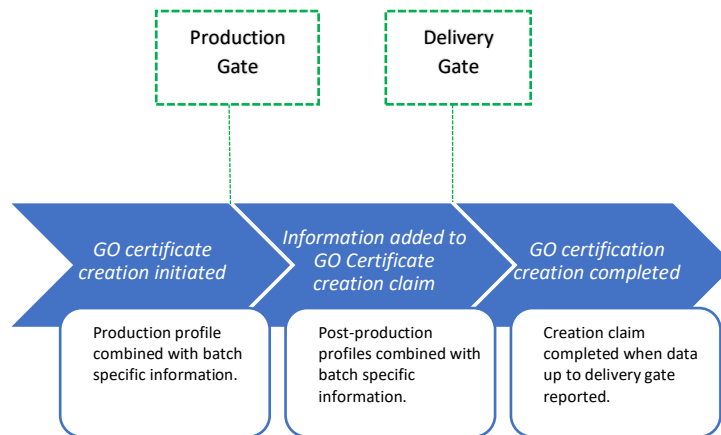 Production
Gate
Delivery
Gate
GO certificate
creation initiated
Information added to
GO Certificate
creation claim
GO certification
creation completed
Production profile
combined with batch
specific information.
Post-production
profiles combined with
batch specific
information.
Creation claim
completed when data
up to delivery gate
reported.